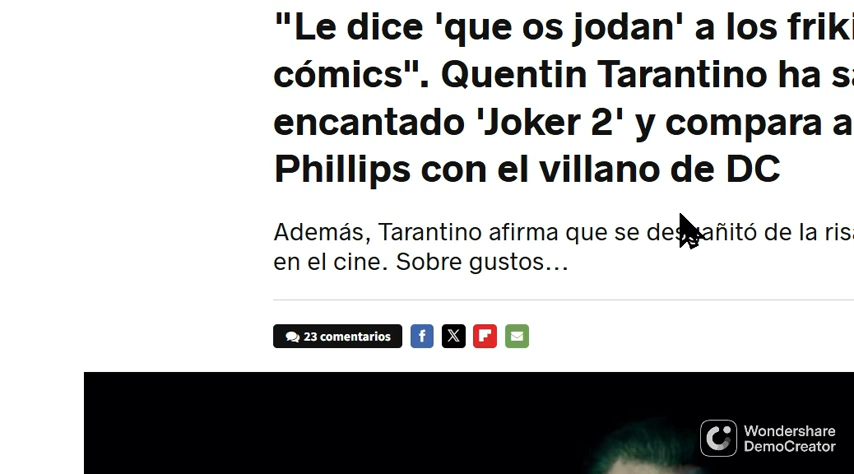 "Le dice 'que os jodan' a los friki
cómics". Quentin Tarantino ha sa
encantado 'Joker 2' y compara a
Phillips con el villano de DC
Además, Tarantino afirma que se desgañitó de la risa
en el cine. Sobre gustos...
23 comentarios
Wondershare
DemoCreator